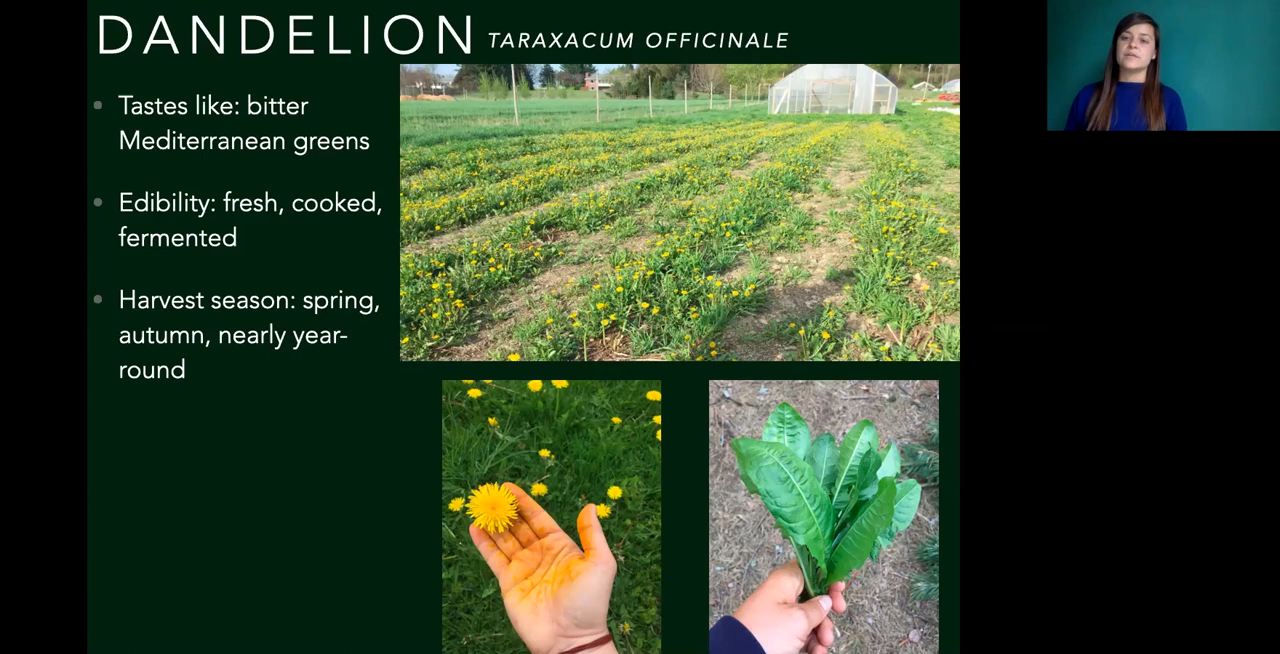 DANDELION TARAXACUM OFFICINALE
Tastes like: bitter
Mediterranean greens
Edibility: fresh, cooked,
fermented
Harvest season: spring,
autumn, nearly year-
round